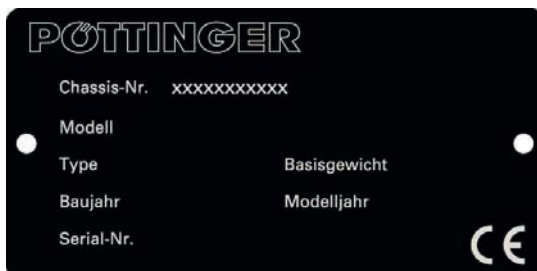 PÖTTINGER
Chassis-Nr. xxxxxxxxxxx
Modell
Type Basisgewicht
Baujahr Modelljahr
Serial-Nr.
CE